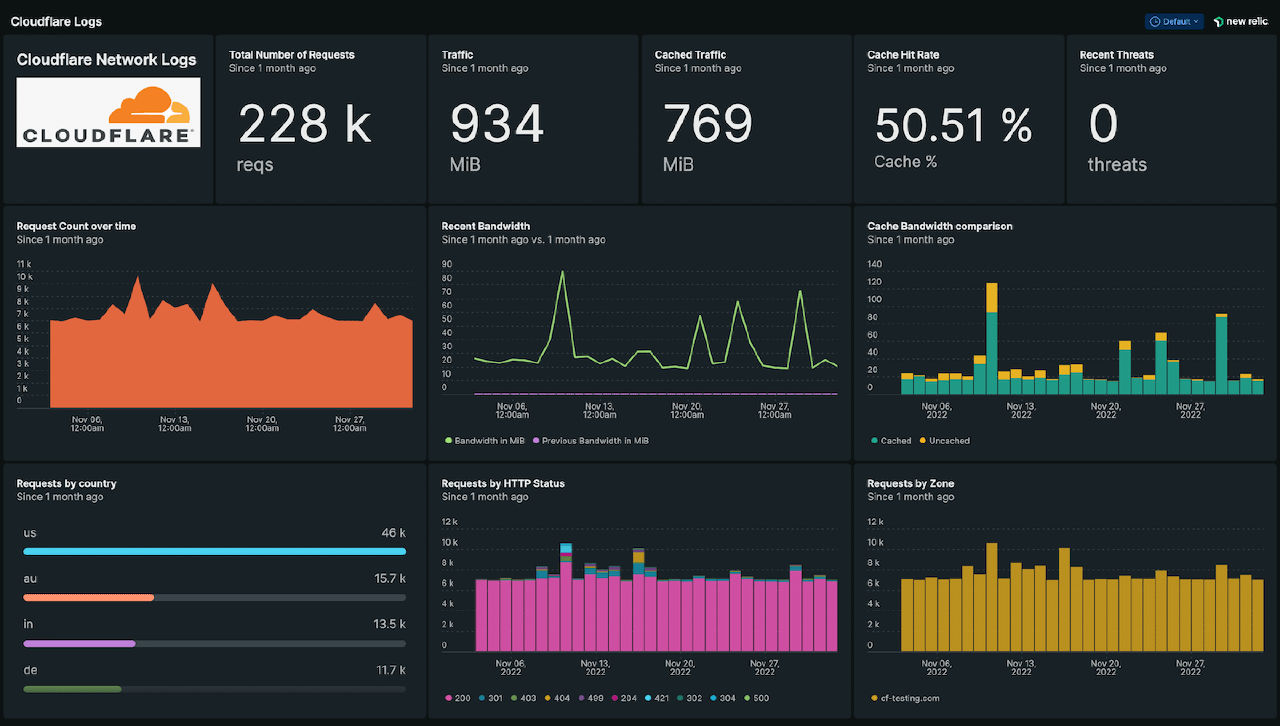 Cloudflare Logs
Default
new relic
Cloudflare Network Logs
CLOUDFLARE
Total Number of Requests
Since 1 month ago
228 k
reqs
Traffic
Since 1 month ago
934
MiB
Cached Traffic
Since 1 month ago
769
MiB
Cache Hit Rate
Since 1 month ago
50.51 %
Cache %
Recent Threats
Since 1 month ago
0
threats
Request Count over time
Since 1 month ago
11 k
10 k
9 k
8 k
7 k
6 k
5 k
4 k
3 k
2 k
1 k
0
Nov 06,
12:00am
Nov 13,
12:00am
Nov 20,
12:00am
Nov 27,
12:00am
Recent Bandwidth
Since 1 month ago vs. 1 month ago
90
80
70
60
50
40
30
20
10
0
Nov 06,
12:00am
Nov 13,
12:00am
Nov 20,
12:00am
Nov 27,
12:00am
Bandwidth in MiB
Previous Bandwidth in MiB
Cache Bandwidth comparison
Since 1 month ago
140
120
100
80
60
40
20
0
Nov 06,
2022
Nov 13,
2022
Nov 20,
2022
Nov 27,
2022
Cached
Uncached
Requests by country
Since 1 month ago
us 46 k
au 15.7 k
in 13.5 k
de 11.7 k
Requests by HTTP Status
Since 1 month ago
12 k
10 k
8 k
6 k
4 k
2 k
0
Nov 06,
2022
Nov 13,
2022
Nov 20,
2022
Nov 27,
2022
200 301 403 404 499 204 421 302 304 500
Requests by Zone
Since 1 month ago
12 k
10 k
8 k
6 k
4 k
2 k
0
Nov 06,
2022
Nov 13,
2022
Nov 20,
2022
Nov 27,
2022
cf-testing.com